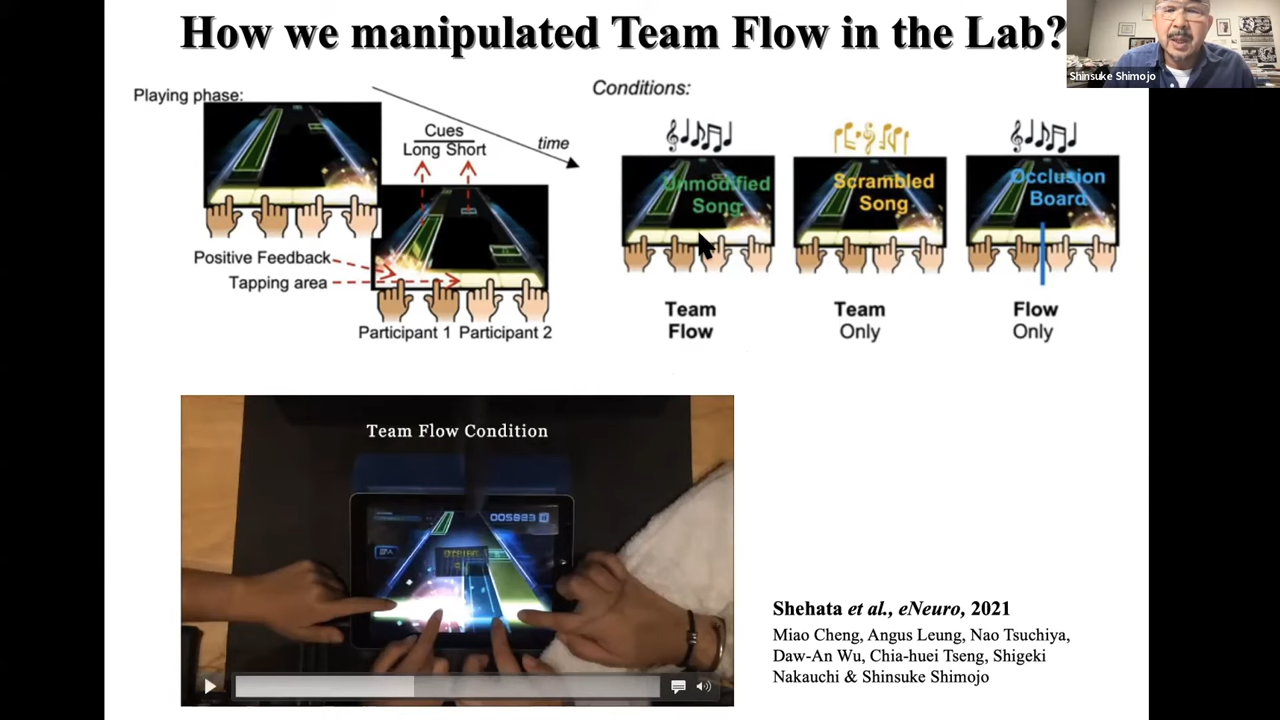 How we manipulated Team Flow in the Lab?
Shinsuke Shimojo
Playing phase:
Cues
Long Short
time
Positive Feedback
Tapping area
Participant 1 Participant 2
Conditions:
Unmodified
Song
Scrambled
Song
Occlusion
Board
Team
Flow
Team
Only
Flow
Only
Team Flow Condition
005823
Shehata et al., eNeuro, 2021
Miao Cheng, Angus Leung, Nao Tsuchiya,
Daw-An Wu, Chia-huei Tseng, Shigeki
Nakauchi & Shinsuke Shimojo